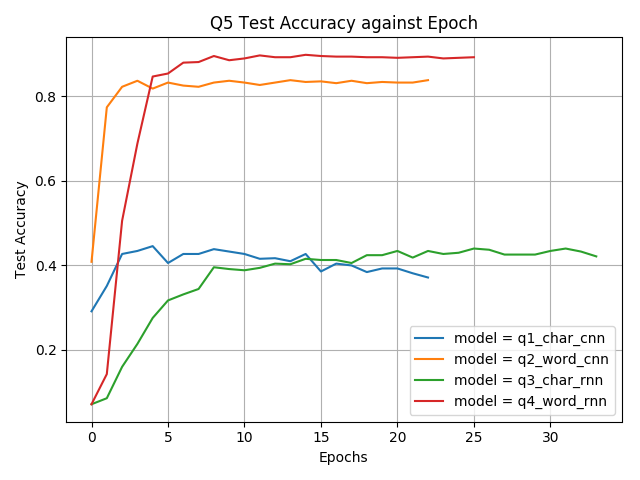 Q5 Test Accuracy against Epoch
Test Accuracy
0.8
0.6
0.4
0.2
model = q1_char_cnn
model = q2_word_cnn
model = q3_char_rnn
model = q4_word_rnn
0 5 10 15 20 25 30
Epochs